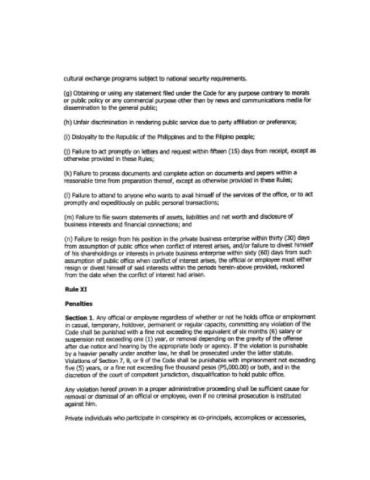 cultural exchange programs subject to national security requirements.
(g) Obtaining or using any statement filed under the Code for any purpose contrary to morals
or public policy or any commercial purpose other than by news and communications media for
dissemination to the general public;
(h) Unfair discrimination in rendering public service due to party affiliation or preference;
(i) Disloyalty to the Republic of the Philippines and to the Filipino people;
(j) Failure to act promptly on letters and request within fifteen (15) days from receipt, except as
otherwise provided in these Rules;
(k) Failure to process documents and complete action on documents and papers within a
reasonable time from preparation thereof, except as otherwise provided in these Rules;
(l) Failure to attend to anyone who wants to avail himself of the services of the office, or to act
promptly and expeditiously on public personal transactions;
(m) Failure to file sworn statements of assets, liabilities and net worth and disclosure of
business interests and financial connections; and
(n) Failure to resign from his position in the private business enterprise within thirty (30) days
from assumption of public office when conflict of interest arises, and/or failure to divest himself
of his shareholdings or interests in private business enterprise within sixty (60) days from such
assumption of public office when conflict of interest arises, the official or employee must either
resign or divest himself of said interests within the periods herein-above provided, reckoned
from the date when the conflict of interest had arisen.
Rule XI
Penalties
Section 1. Any official or employee regardless of whether or not he holds office or employment
in casual, temporary, holdover, permanent or regular capacity, committing any violation of the
Code shall be punished with a fine not exceeding the equivalent of six months (6) salary or
suspension not exceeding one (1) year, or removal depending on the gravity of the offense
after due notice and hearing by the appropriate body or agency. If the violation is punishable
by a heavier penalty under another law, he shall be prosecuted under the latter statute.
Violations of Section 7, 8, or 9 of the Code shall be punishable with imprisonment not exceeding
five (5) years, or a fine not exceeding five thousand pesos (P5,000.00) or both, and in the
discretion of the court of competent jurisdiction, disqualification to hold public office.
Any violation hereof proven in a proper administrative proceeding shall be sufficient cause for
removal or dismissal of an official or employee, even if no criminal prosecution is instituted
against him.
Private individuals who participate in conspiracy as co-principals, accomplices or accessories,